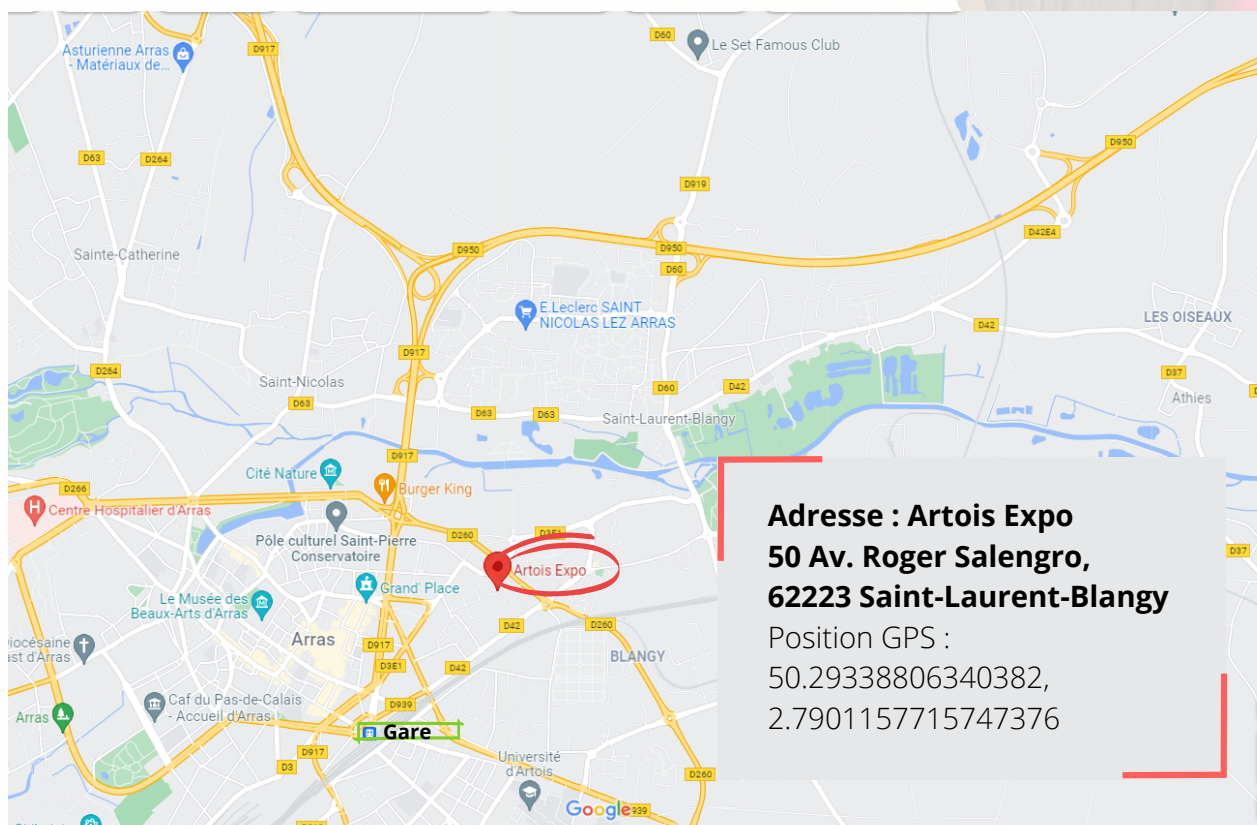 Asturienne Arras
- Matériaux de...
D917
D60
Le Set Famous Club
D950
D63
D264
D919
Sainte-Catherine
D950
D950
D42E4
D60
E.Leclerc SAINT
NICOLAS LEZ ARRAS
LES OISEAUX
D42
D917
D264
Saint-Nicolas
D63
D60
D42
D37
Athies
D63
D63
Saint-Laurent-Blangy
D917
Cité Nature
Burger King
D266
Centre Hospitalier d'Arras
Pôle culturel Saint-Pierre
Conservatoire
D260
D3E1
Artois Expo
Grand' Place
Le Musée des
Beaux-Arts d'Arras
Arras
D917
D3E1
D42
D42
D260
BLANGY
D37
Caf du Pas-de-Calais
- Accueil d'Arras
Arras
D939
Gare
D917
D3
Université
d'Artois
D260
Google
Adresse : Artois Expo
50 Av. Roger Salengro,
62223 Saint-Laurent-Blangy
Position GPS :
50.29338806340382,
2.7901157715747376